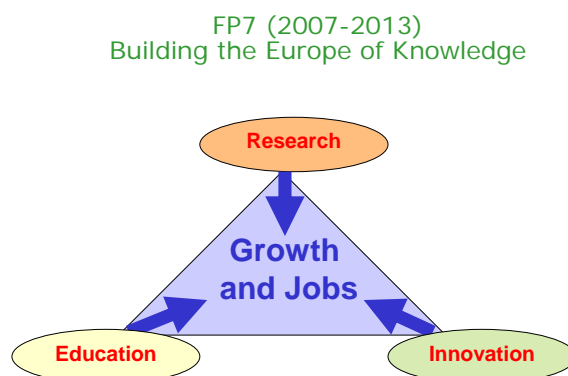 FP7 (2007-2013)
Building the Europe of Knowledge
Research
Growth
and Jobs
Education
Innovation